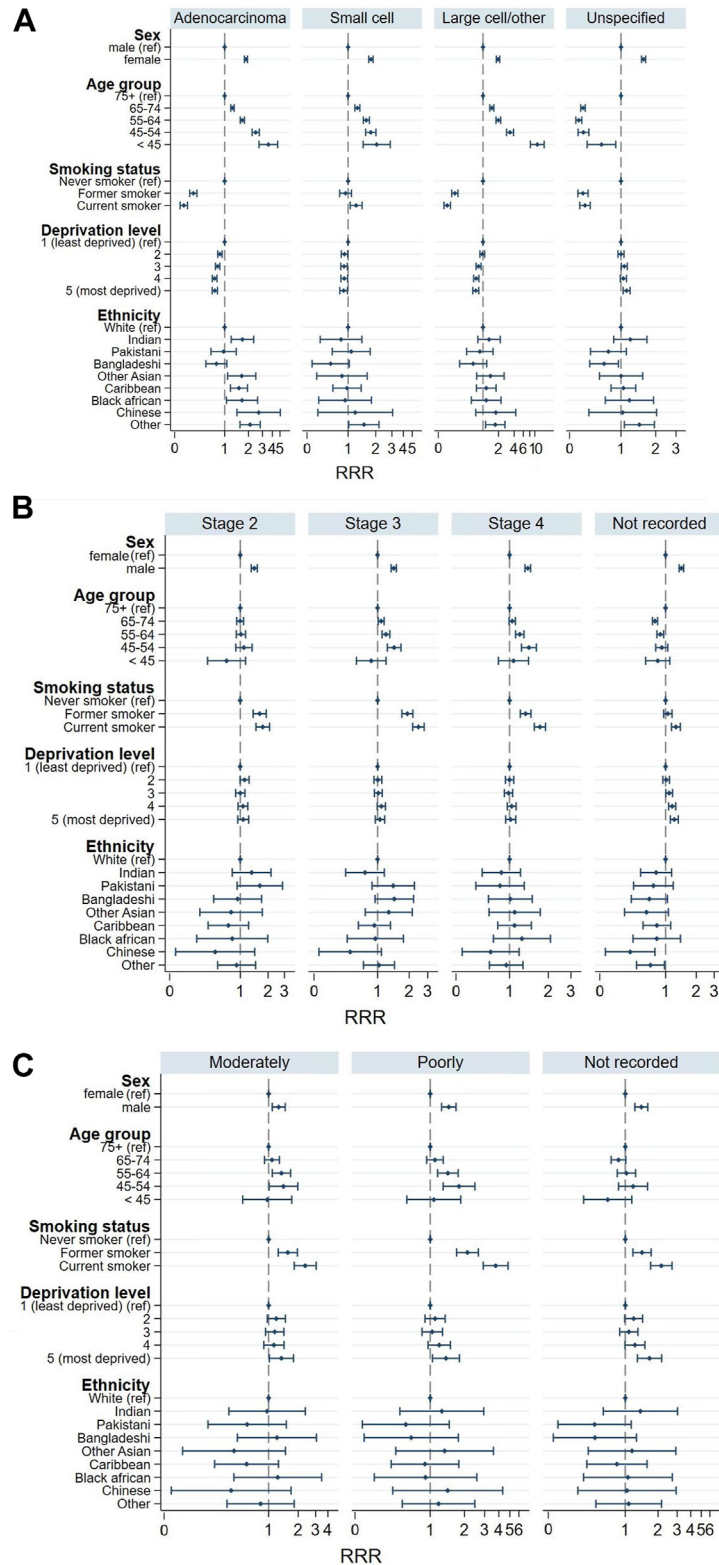 A
Adenocarcinoma Small cell Large cell/other Unspecified
Sex
male (ref)
female
Age group
75+ (ref)
65-74
55-64
45-54
< 45
Smoking status
Never smoker (ref)
Former smoker
Current smoker
Deprivation level
1 (least deprived) (ref)
2
3
4
5 (most deprived)
Ethnicity
White (ref)
Indian
Pakistani
Bangladeshi
Other Asian
Caribbean
Black african
Chinese
Other
0 1 2 3 4 5 0 1 2 3 4 5 0 1 2 4 6 10 0 1 2 3
RRR
B
Stage 2 Stage 3 Stage 4 Not recorded
Sex
female (ref)
male
Age group
75+ (ref)
65-74
55-64
45-54
< 45
Smoking status
Never smoker (ref)
Former smoker
Current smoker
Deprivation level
1 (least deprived) (ref)
2
3
4
5 (most deprived)
Ethnicity
White (ref)
Indian
Pakistani
Bangladeshi
Other Asian
Caribbean
Black african
Chinese
Other
0 1 2 3 0 1 2 3 0 1 2 3 0 1 2 3
RRR
C
Moderately Poorly Not recorded
Sex
female (ref)
male
Age group
75+ (ref)
65-74
55-64
45-54
< 45
Smoking status
Never smoker (ref)
Former smoker
Current smoker
Deprivation level
1 (least deprived) (ref)
2
3
4
5 (most deprived)
Ethnicity
White (ref)
Indian
Pakistani
Bangladeshi
Other Asian
Caribbean
Black african
Chinese
Other
0 1 2 3 4 0 1 2 3 4 5 6 0 1 2 3 4 5 6
RRR